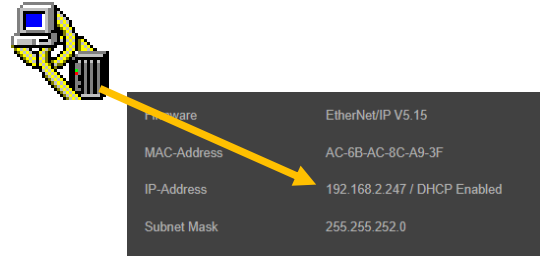 Firmware EtherNet/IP V5.15
MAC-Address AC-6B-AC-8C-A9-3F
IP-Address 192.168.2.247 / DHCP Enabled
Subnet Mask 255.255.252.0